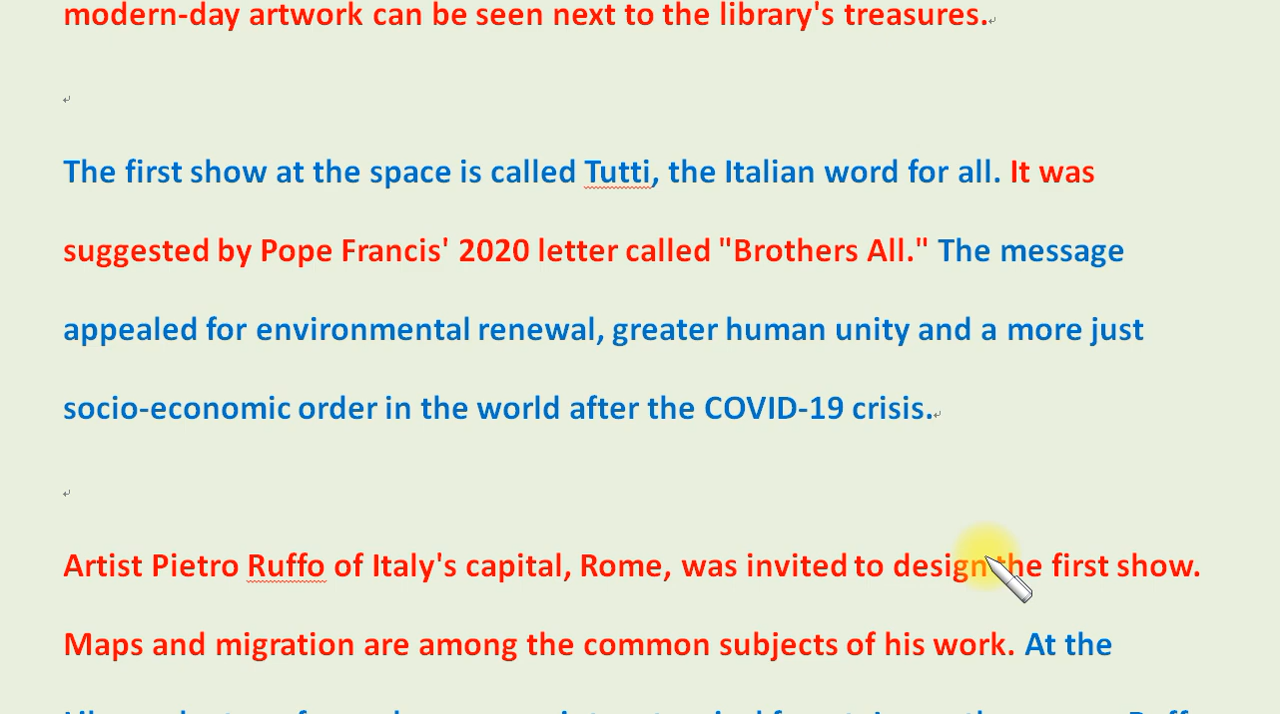 modern-day artwork can be seen next to the library's treasures.
The first show at the space is called Tutti, the Italian word for all. It was
suggested by Pope Francis' 2020 letter called "Brothers All." The message
appealed for environmental renewal, greater human unity and a more just
socio-economic order in the world after the COVID-19 crisis.
Artist Pietro Ruffo of Italy's capital, Rome, was invited to design the first show.
Maps and migration are among the common subjects of his work. At the